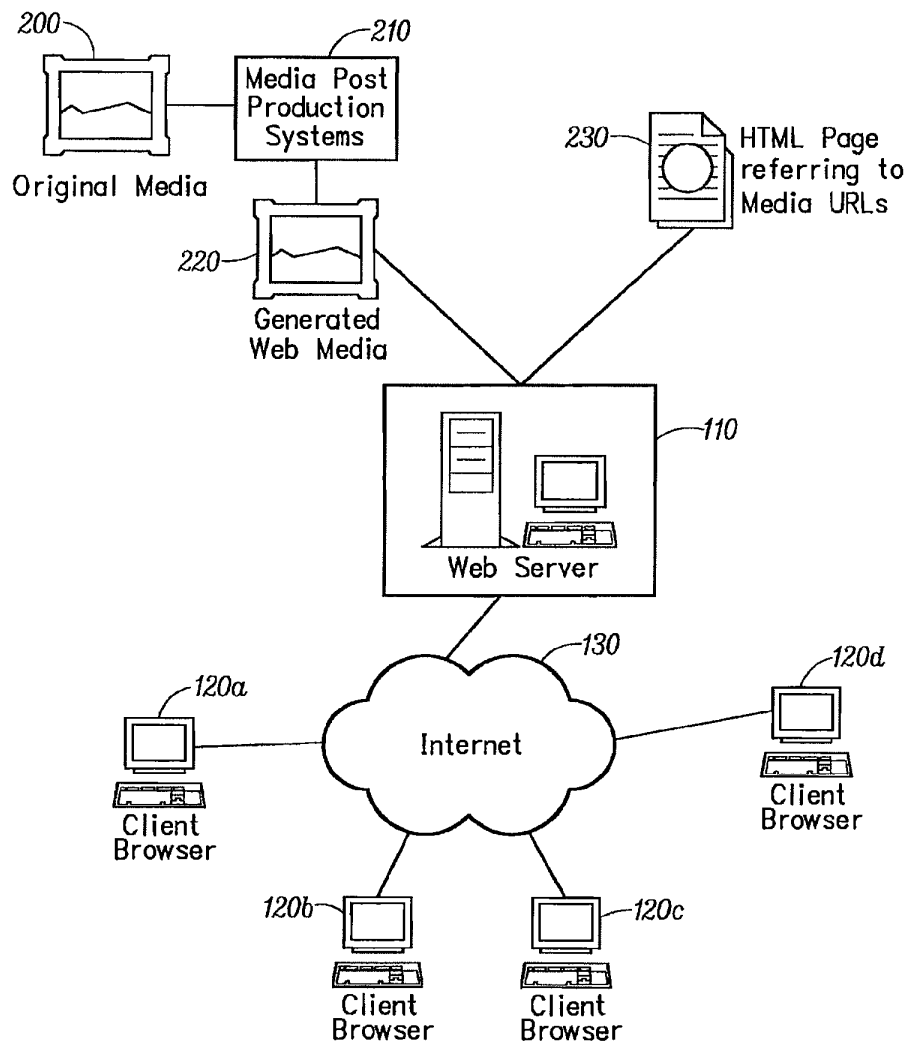 200
210
Media Post
Production
Systems
Original Media
230
HTML Page
referring to
Media URLs
220
Generated
Web Media
110
Web Server
130
120a
120d
Internet
Client
Browser
Client
Browser
120b
120c
Client
Browser
Client
Browser